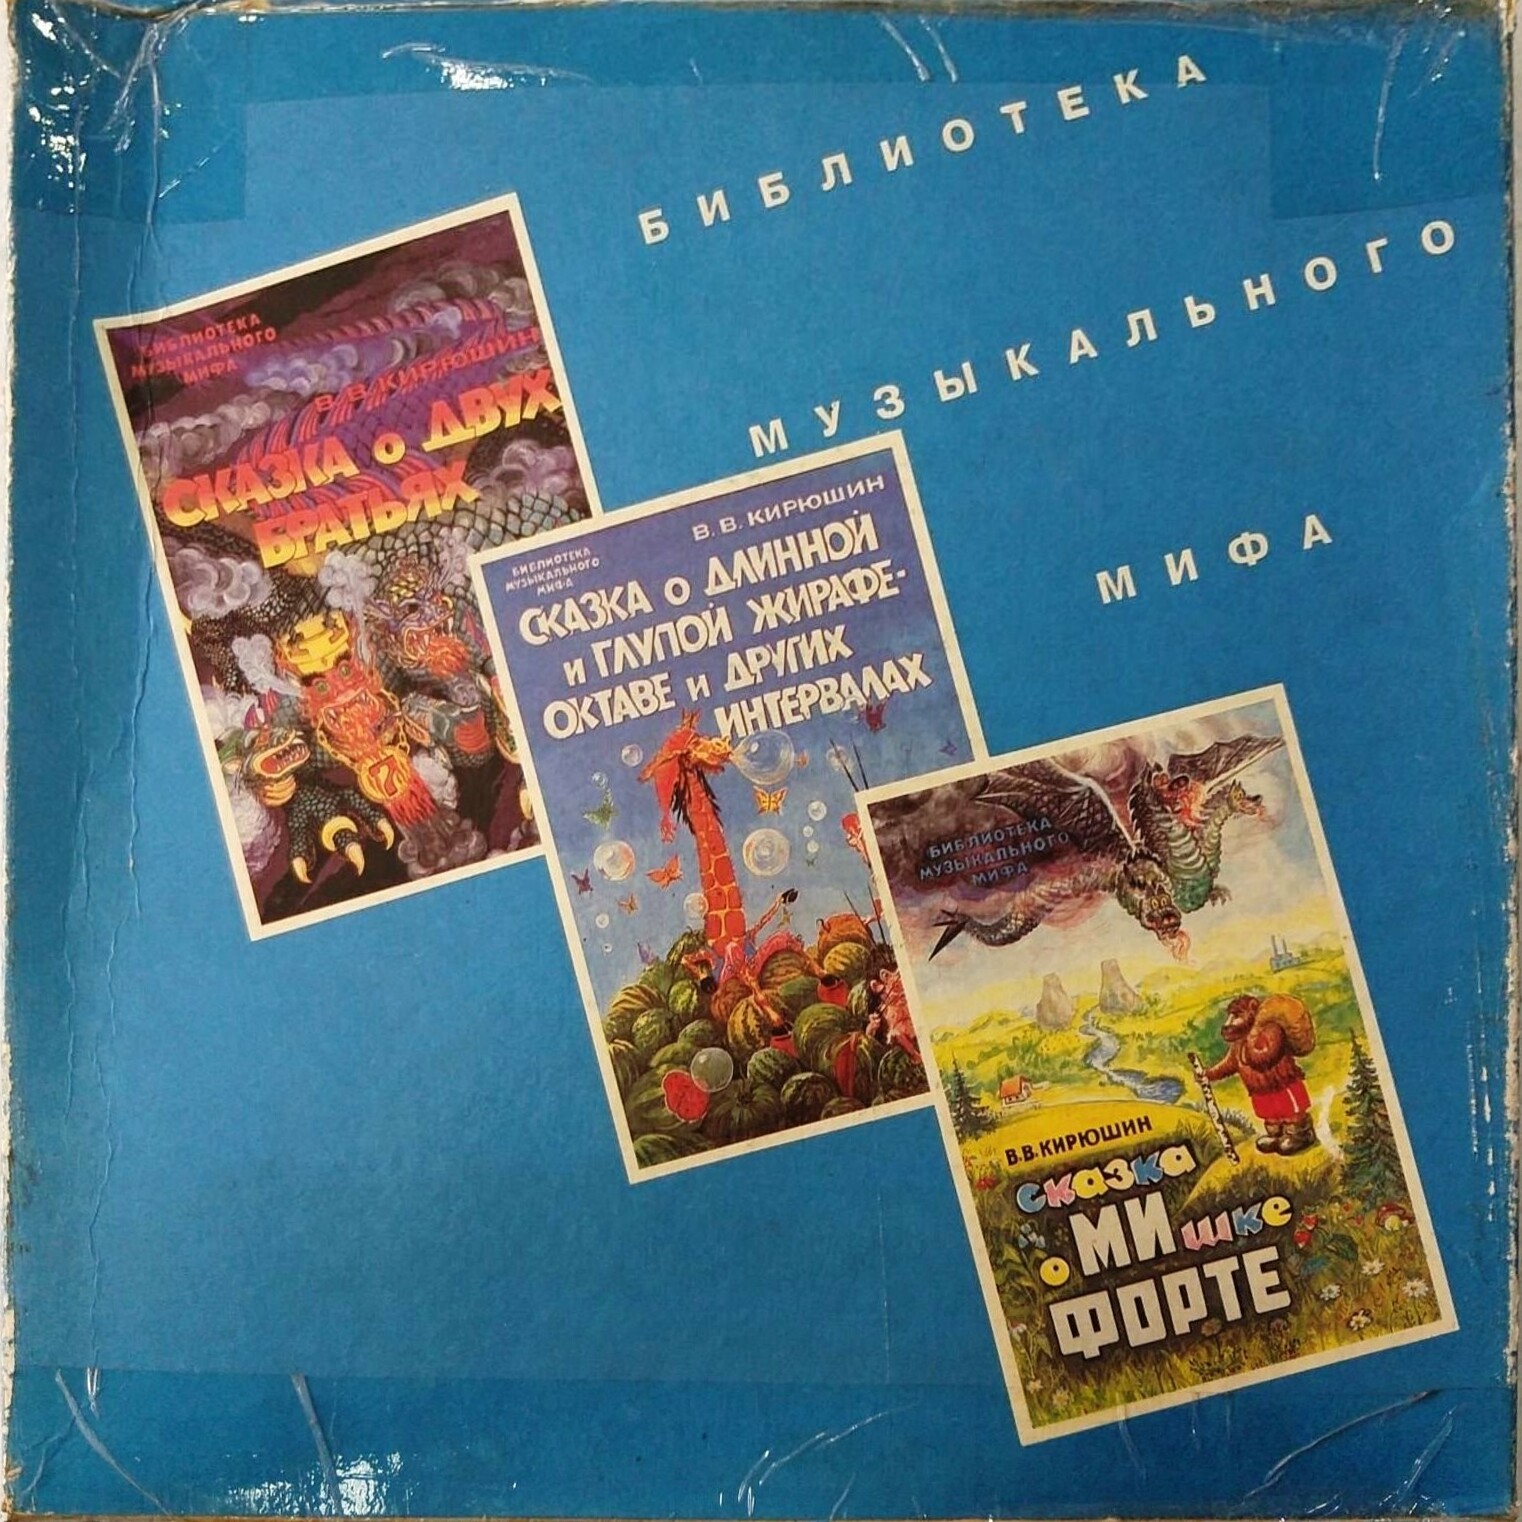 БИБЛИОТЕКА
МУЗЫКАЛЬНОГО
МИФА
БИБЛИОТЕКА
МУЗЫКАЛЬНОГО
МИФА
В. В. КИРЮШИН
СКАЗКА о ДВУХ
БРАТЬЯХ
В. В. КИРЮШИН
БИБЛИОТЕКА
МУЗЫКАЛЬНОГО
МИФА
СКАЗКА о ДЛИННОЙ
и ГЛУПОЙ ЖИРАФЕ-
ОКТАВЕ и ДРУГИХ
ИНТЕРВАЛАХ
БИБЛИОТЕКА
МУЗЫКАЛЬНОГО
МИФА
В. В. КИРЮШИН
Сказка
о МИшке
ФОРТЕ